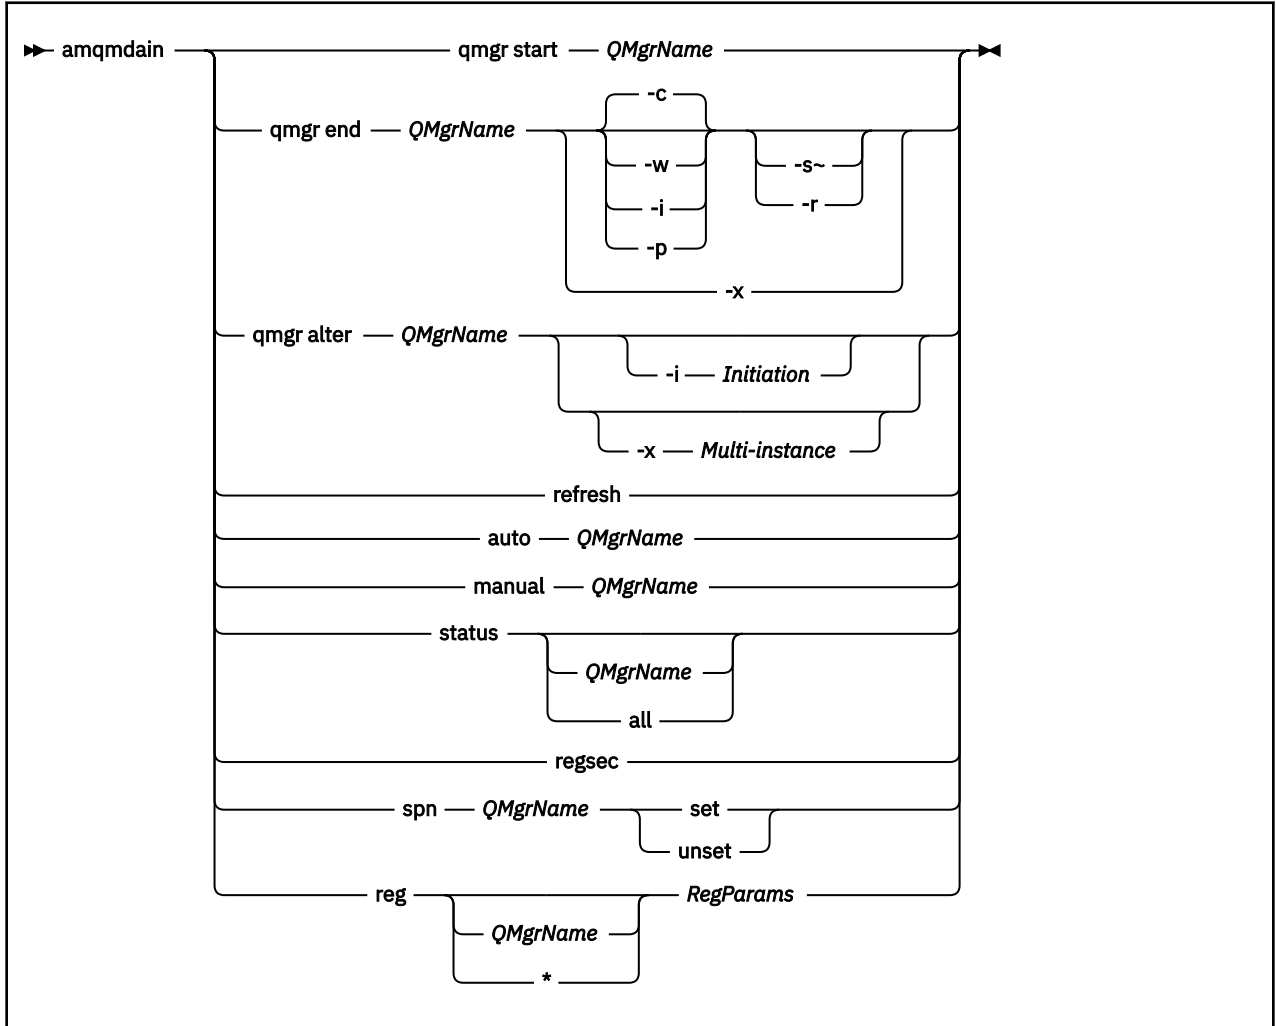 amqmdain qmgr start QMgrName
-c
qmgr end QMgrName
-w -s~
-i -r
-p
-x
qmgr alter QMgrName
-i Initiation
-x Multi-instance
refresh
auto QMgrName
manual QMgrName
status
QMgrName
all
regsec
spn QMgrName set
unset
reg RegParams
QMgrName
*